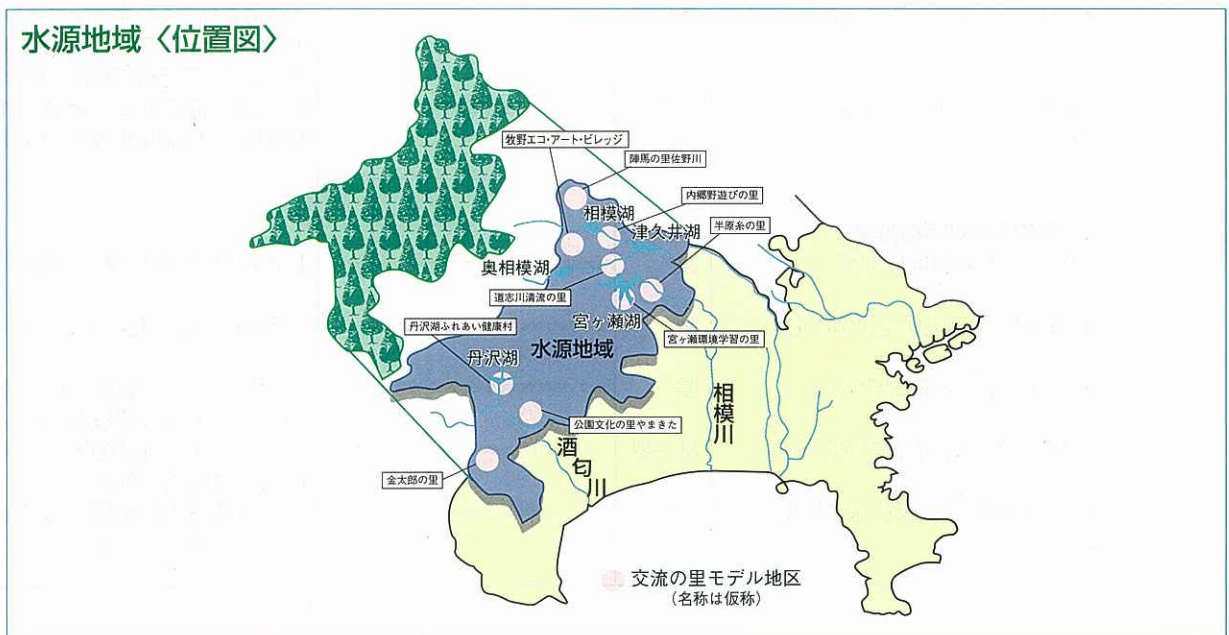 水源地域〈位置図〉
牧野エコ・アート・ビレッジ
陣馬の里佐野川
内郷野遊びの里
相模湖
津久井湖
半原糸の里
奥相模湖
道志川清流の里
宮ヶ瀬湖
宮ヶ瀬環境学習の里
丹沢湖ふれあい健康村
水源地域
丹沢湖
相模川
公園文化の里やまきた
酒匂川
金太郎の里
交流の里モデル地区
(名称は仮称)